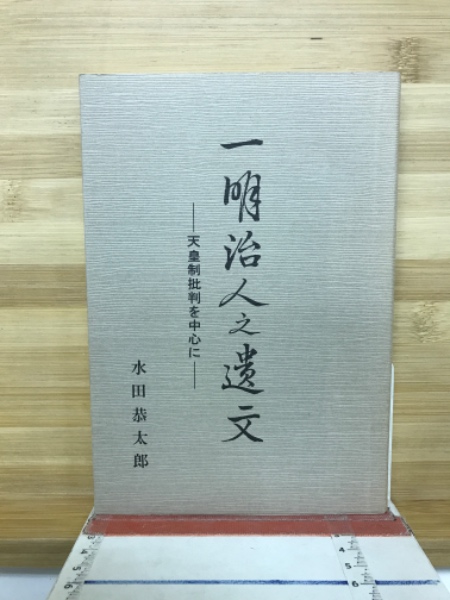 一明治人之遺文
――天皇制批判を中心に――
水田恭太郎